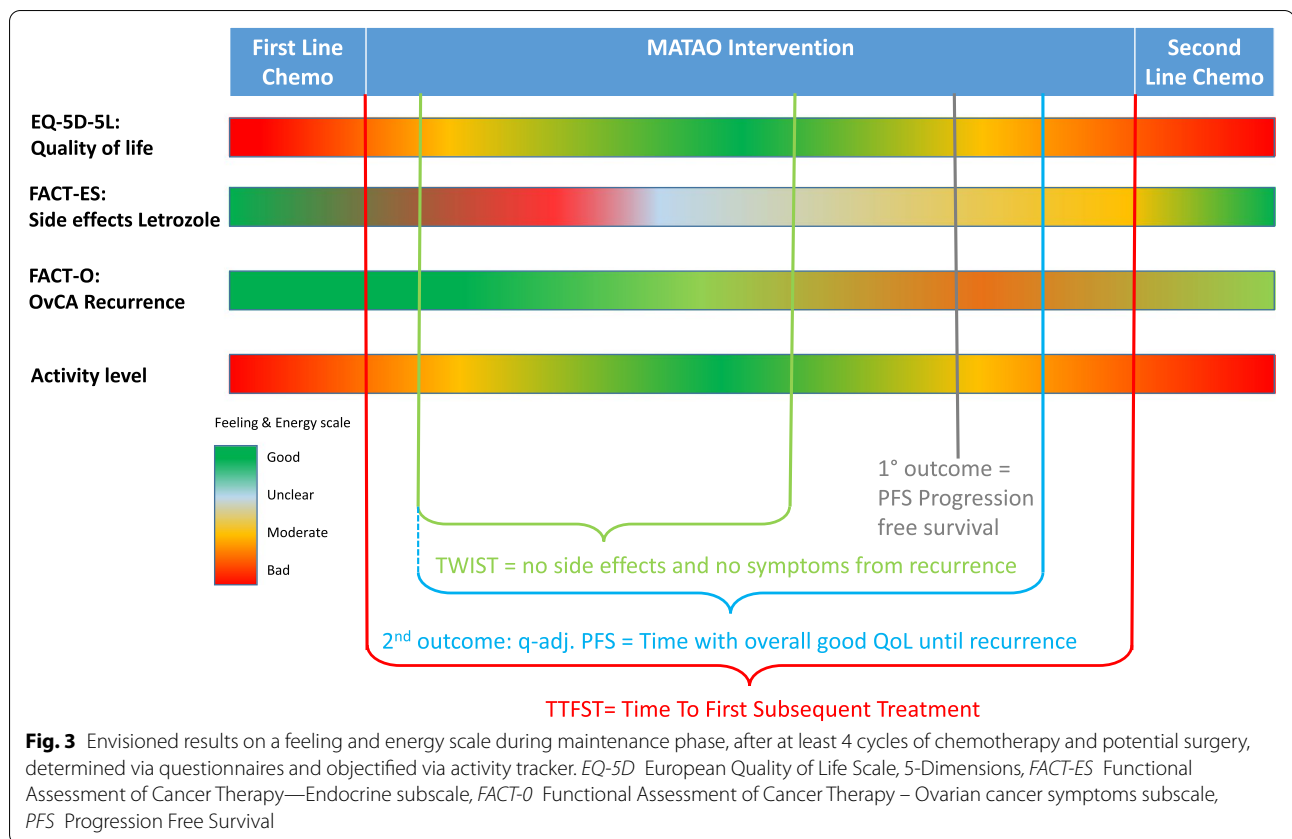 First Line
Chemo
MATAO Intervention
Second
Line Chemo
EQ-5D-5L:
Quality of life
FACT-ES:
Side effects Letrozole
FACT-O:
OvCA Recurrence
Activity level
Feeling & Energy scale
Good
Unclear
Moderate
Bad
1° outcome =
PFS Progression
free survival
TWIST = no side effects and no symptoms from recurrence
2nd outcome: q-adj. PFS = Time with overall good QoL until recurrence
TTFST= Time To First Subsequent Treatment
Fig. 3 Envisioned results on a feeling and energy scale during maintenance phase, after at least 4 cycles of chemotherapy and potential surgery,
determined via questionnaires and objectified via activity tracker. EQ-5D European Quality of Life Scale, 5-Dimensions, FACT-ES Functional
Assessment of Cancer Therapy—Endocrine subscale, FACT-0 Functional Assessment of Cancer Therapy – Ovarian cancer symptoms subscale,
PFS Progression Free Survival